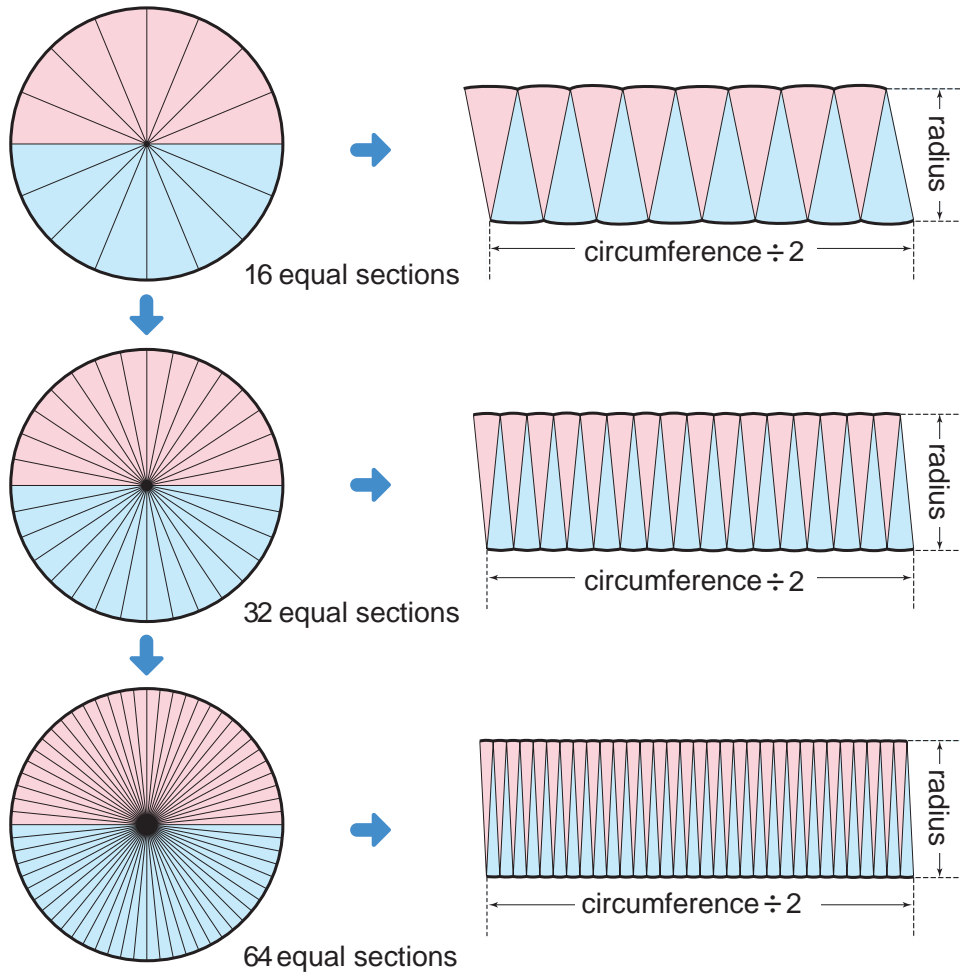 radius
circumference ÷ 2
16 equal sections
radius
circumference ÷ 2
32 equal sections
radius
circumference ÷ 2
64 equal sections